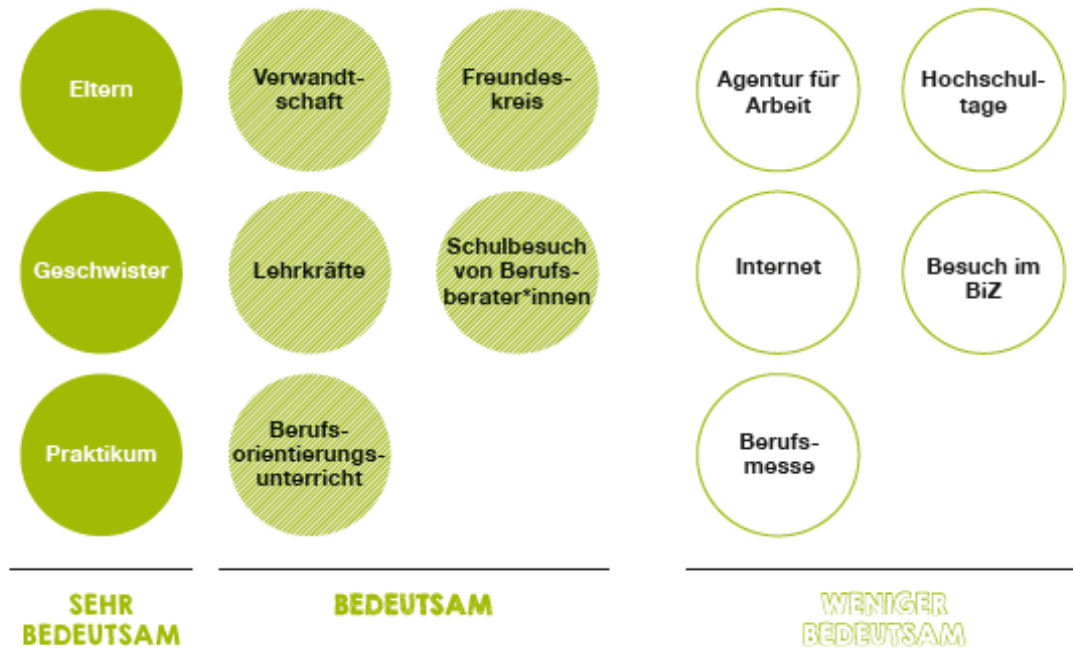 Eltern
Verwandt-
schaft
Freundes-
kreis
Agentur für
Arbeit
Hochschul-
tage
Geschwister
Lehrkräfte
Schulbesuch
von Berufs-
berater*innen
Internet
Besuch im
BiZ
Praktikum
Berufs-
orientierungs-
unterricht
Berufs-
messe
SEHR
BEDEUTSAM
BEDEUTSAM
WENIGER
BEDEUTSAM